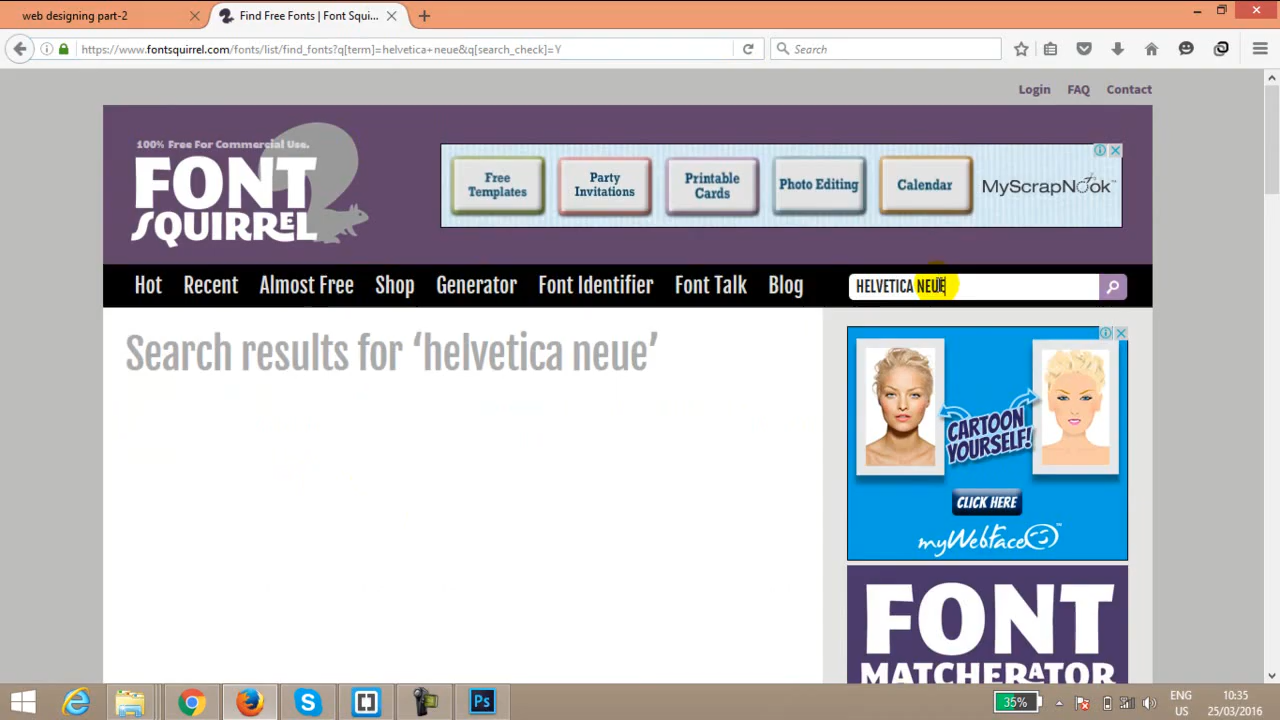 web designing part-2
Find Free Fonts | Font Squi...
https://www.fontsquirrel.com/fonts/list/find_fonts?q[term]=helvetica+neue&q[search_check]=Y
Search
Login FAQ Contact
100% Free For Commercial Use.
FONT
SQUIRREL
Free Templates
Party Invitations
Printable Cards
Photo Editing
Calendar
MyScrapNook
Hot Recent Almost Free Shop Generator Font Identifier Font Talk Blog
HELVETICA NEUE
Search results for ‘helvetica neue’
CARTOON
YOURSELF!
CLICK HERE
myWebFace
FONT
MATCHERATOR
35%
ENG
US
10:35
25/03/2016